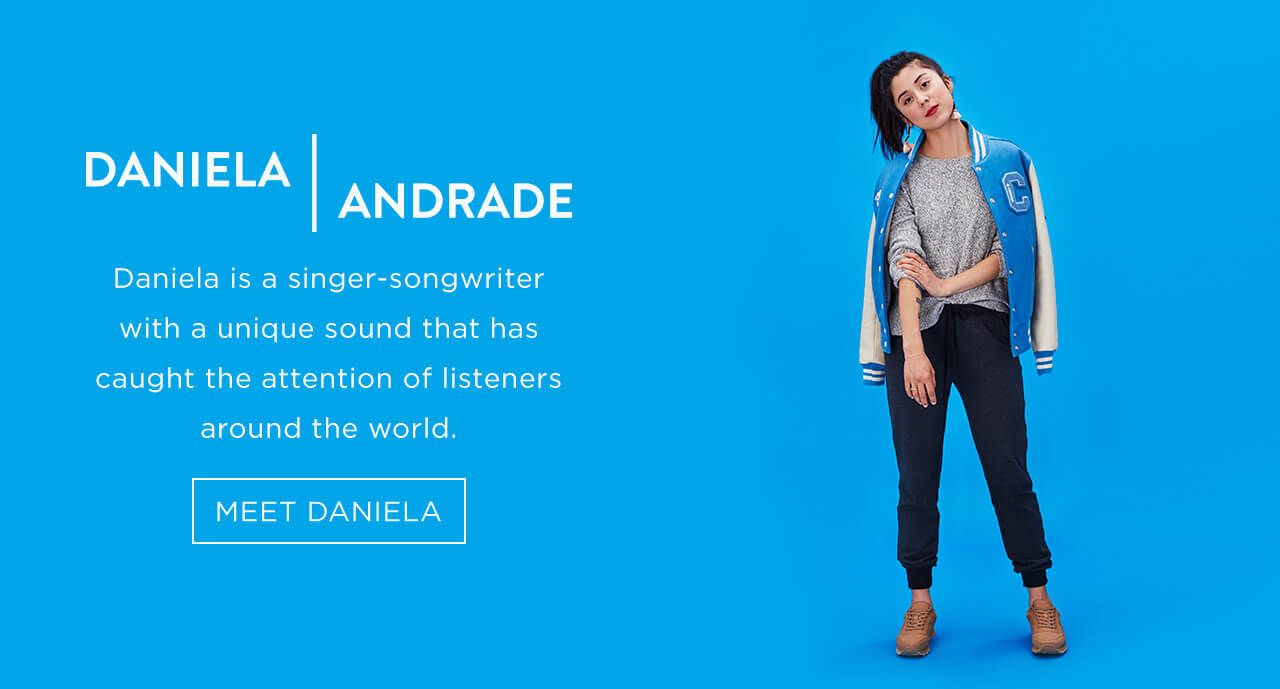 DANIELA
ANDRADE
Daniela is a singer-songwriter
with a unique sound that has
caught the attention of listeners
around the world.
MEET DANIELA
C